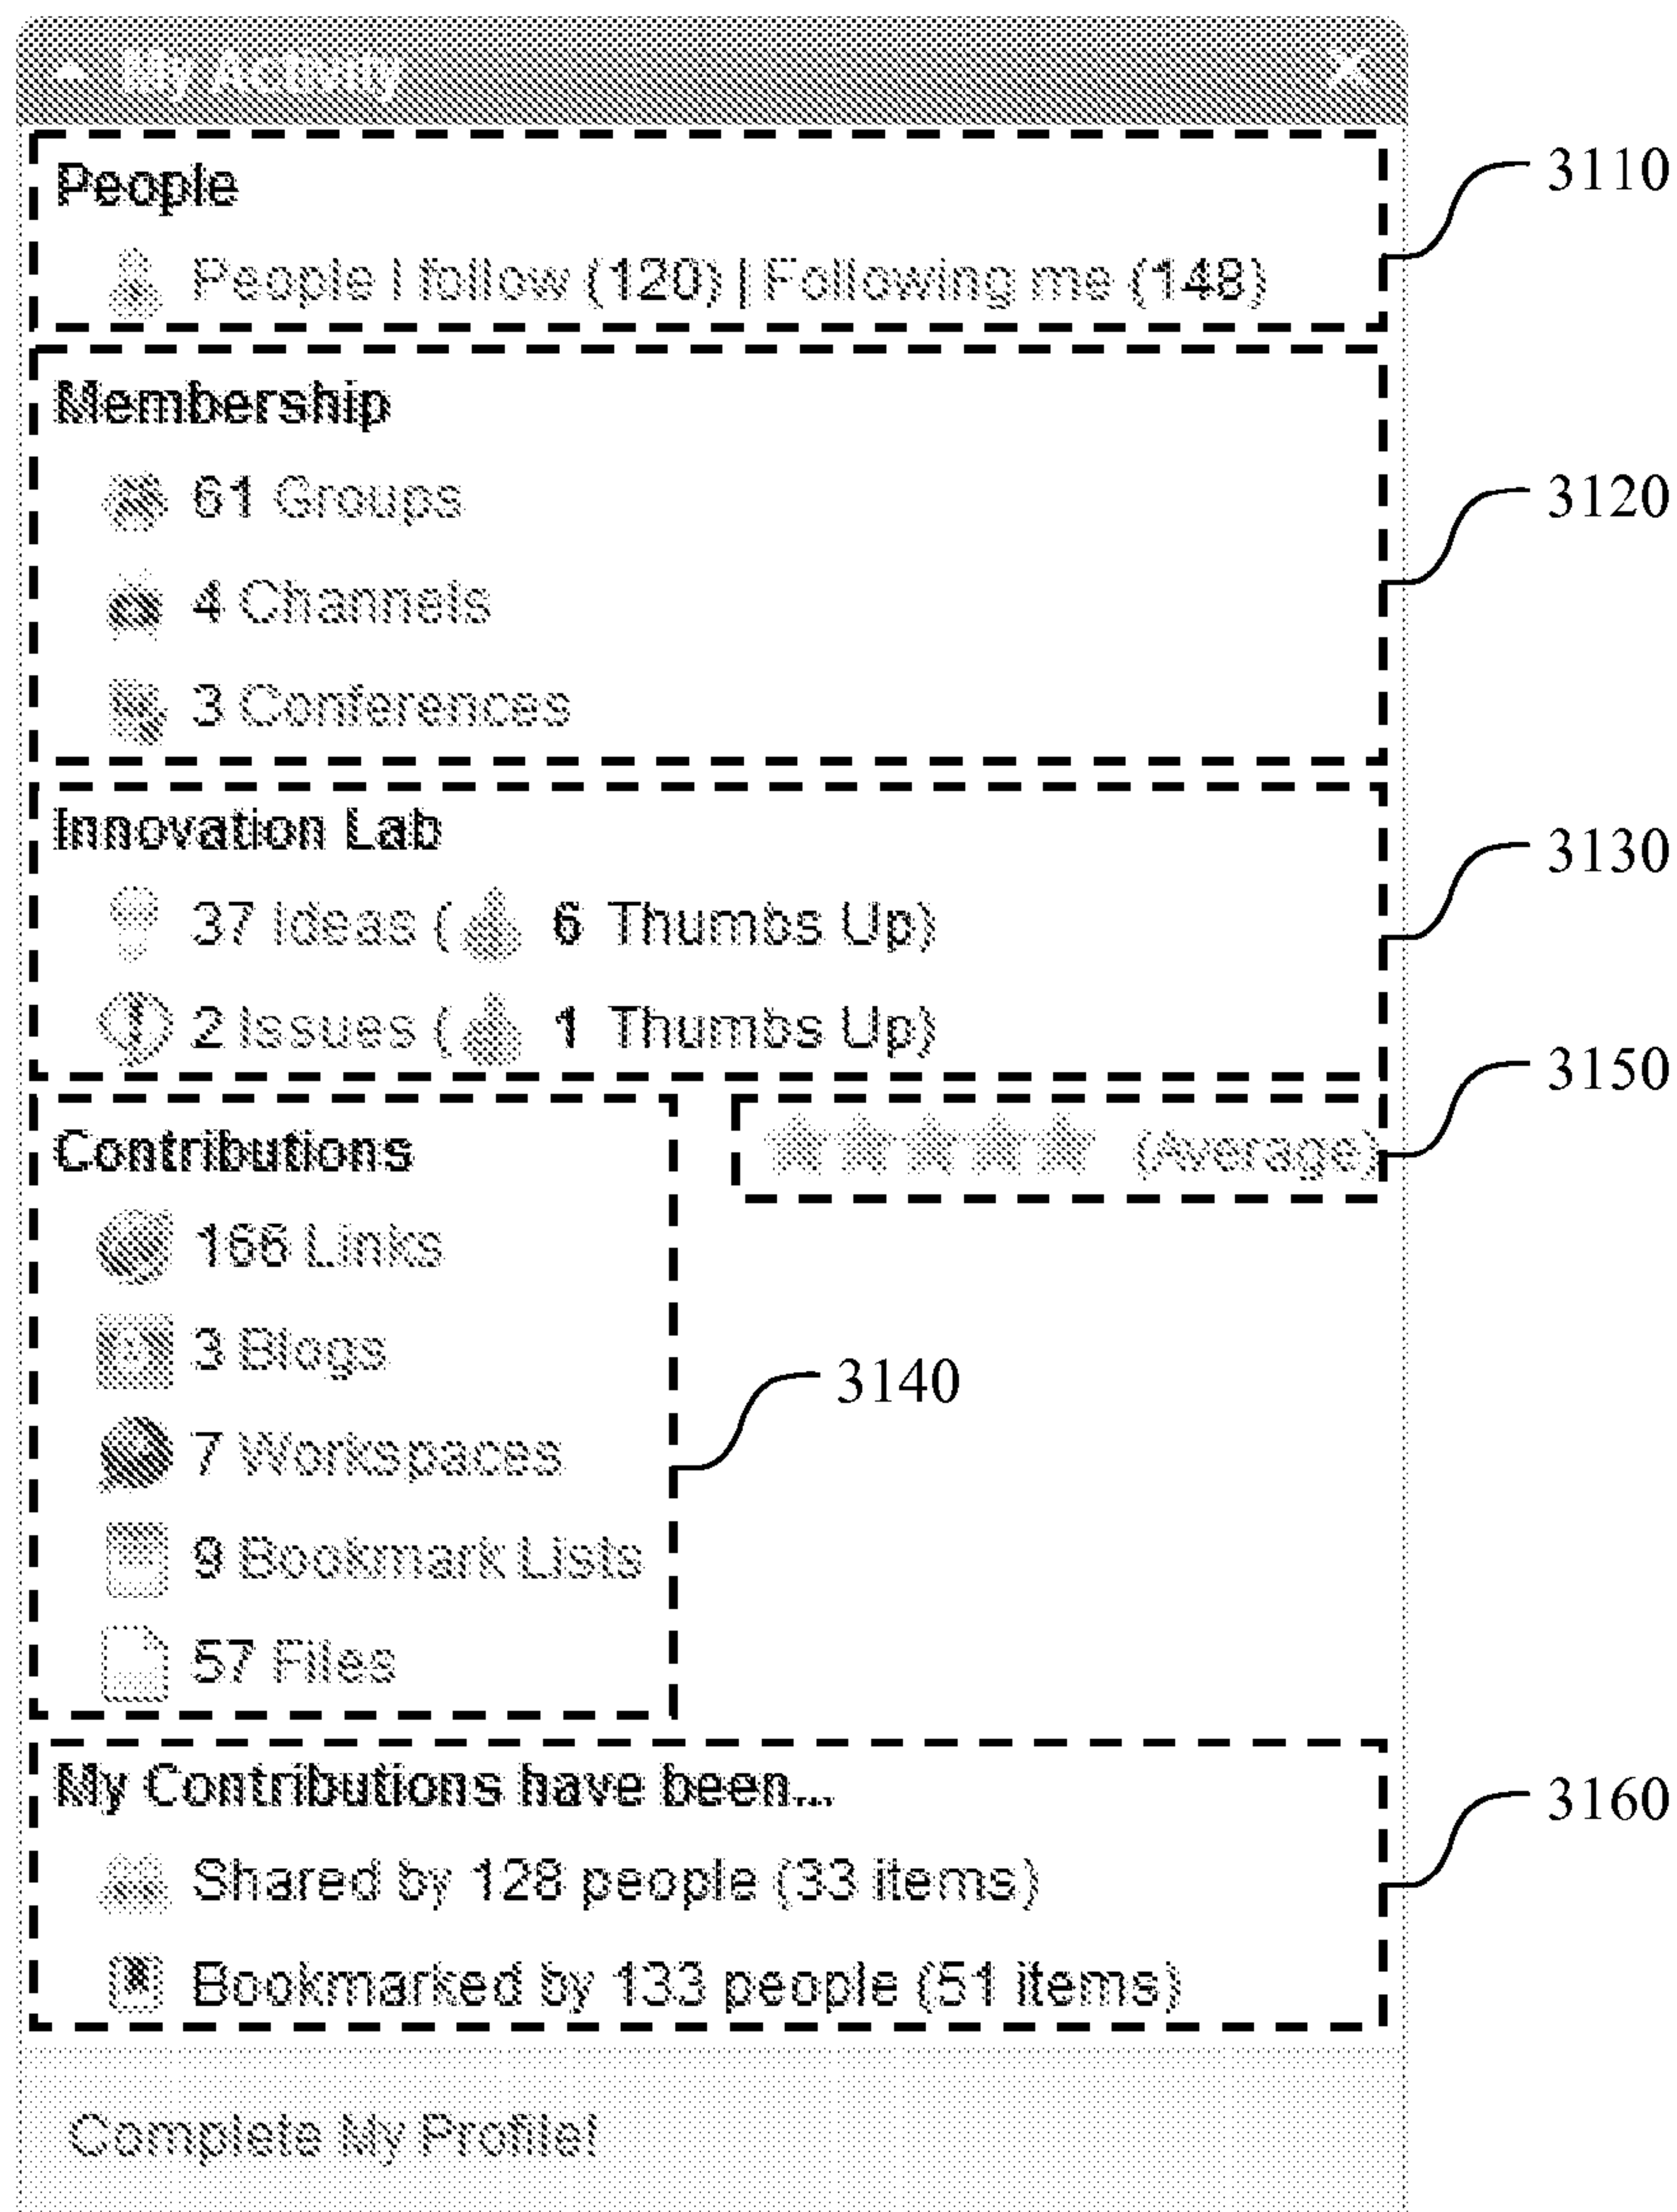 My Activity
People
3110
People I follow (120) | Following me (148)
Membership
61 Groups
3120
4 Channels
3 Conferences
Innovation Lab
3130
37 Ideas ( 6 Thumbs Up)
2 Issues ( 1 Thumbs Up)
3150
Contributions
(Average)
166 Links
3 Blogs
3140
7 Workspaces
9 Bookmark Lists
57 Files
My Contributions have been...
3160
Shared by 128 people (33 items)
Bookmarked by 133 people (51 items)
Complete My Profile!